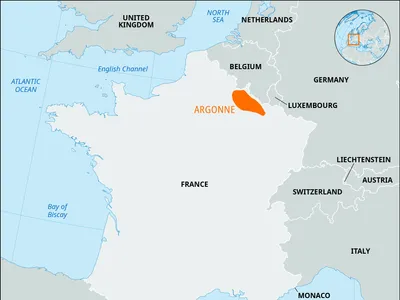 UNITED
KINGDOM
NORTH
SEA
NETHERLANDS
ATLANTIC
OCEAN
English Channel
BELGIUM
GERMANY
ARGONNE
LUXEMBOURG
LIECHTENSTEIN
AUSTRIA
FRANCE
SWITZERLAND
Bay of
Biscay
ITALY
MONACO